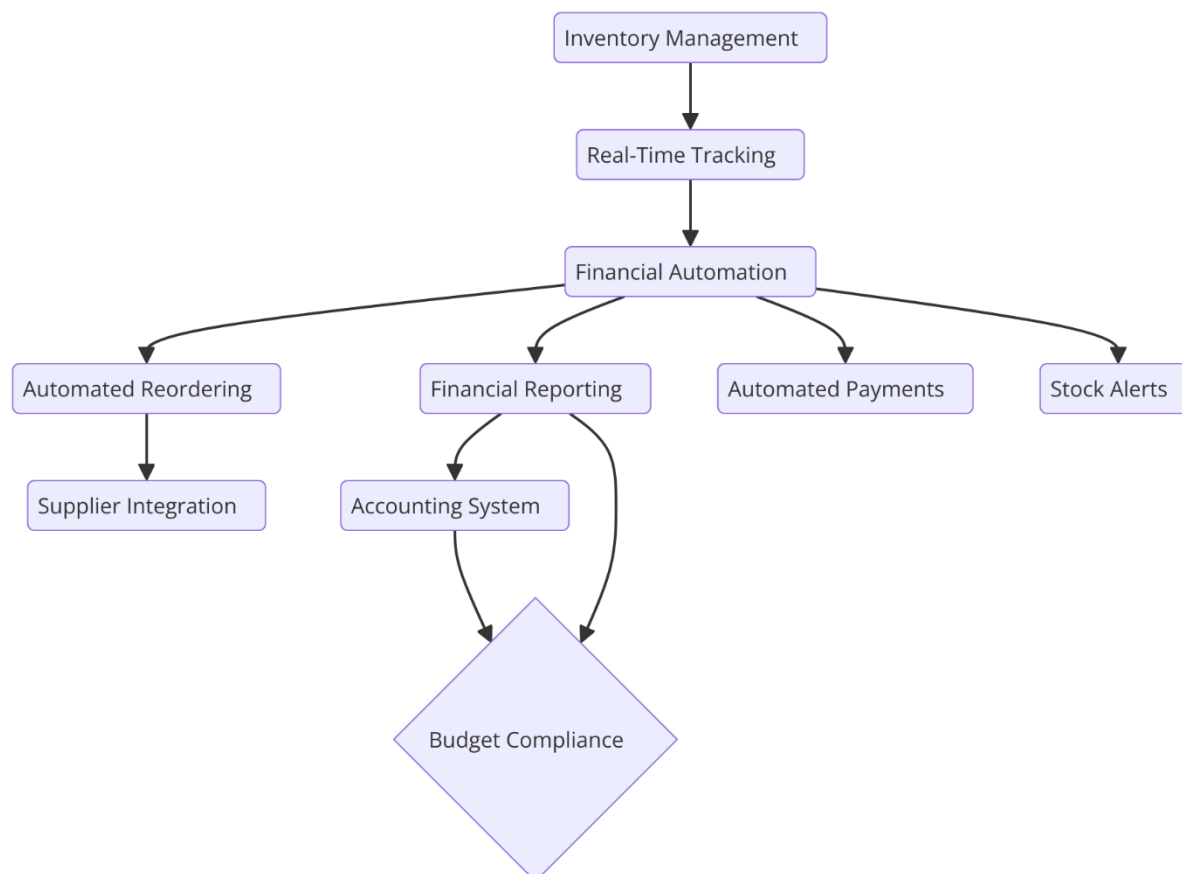 Inventory Management
Real-Time Tracking
Financial Automation
Automated Reordering
Financial Reporting
Automated Payments
Stock Alerts
Supplier Integration
Accounting System
Budget Compliance